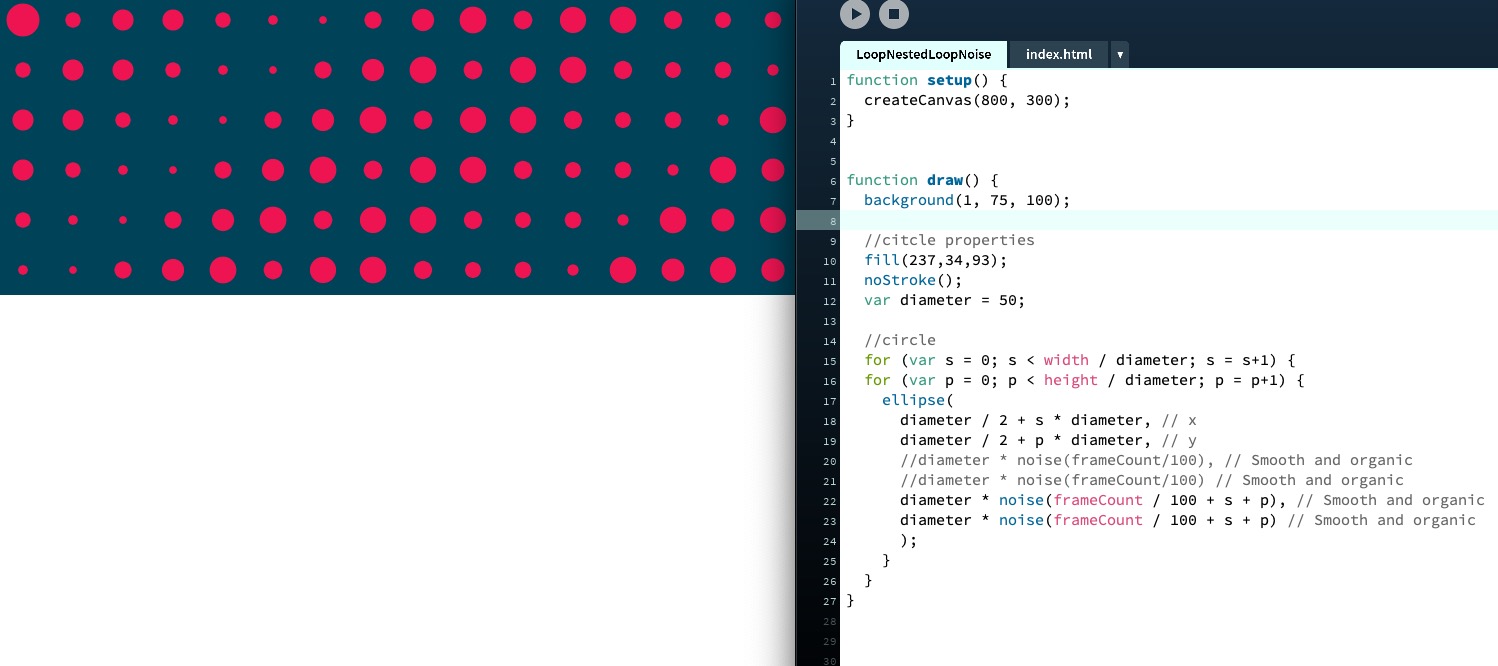 LoopNestedLoopNoise index.html ▼
1 function setup() {
2 createCanvas(800, 300);
3 }
4
5
6 function draw() {
7 background(1, 75, 100);
8
9 //citcle properties
10 fill(237,34,93);
11 noStroke();
12 var diameter = 50;
13
14 //circle
15 for (var s = 0; s < width / diameter; s = s+1) {
16 for (var p = 0; p < height / diameter; p = p+1) {
17 ellipse(
18 diameter / 2 + s * diameter, // x
19 diameter / 2 + p * diameter, // y
20 //diameter * noise(frameCount/100), // Smooth and organic
21 //diameter * noise(frameCount/100) // Smooth and organic
22 diameter * noise(frameCount / 100 + s + p), // Smooth and organic
23 diameter * noise(frameCount / 100 + s + p) // Smooth and organic
24 );
25 }
26 }
27 }
28
29
30